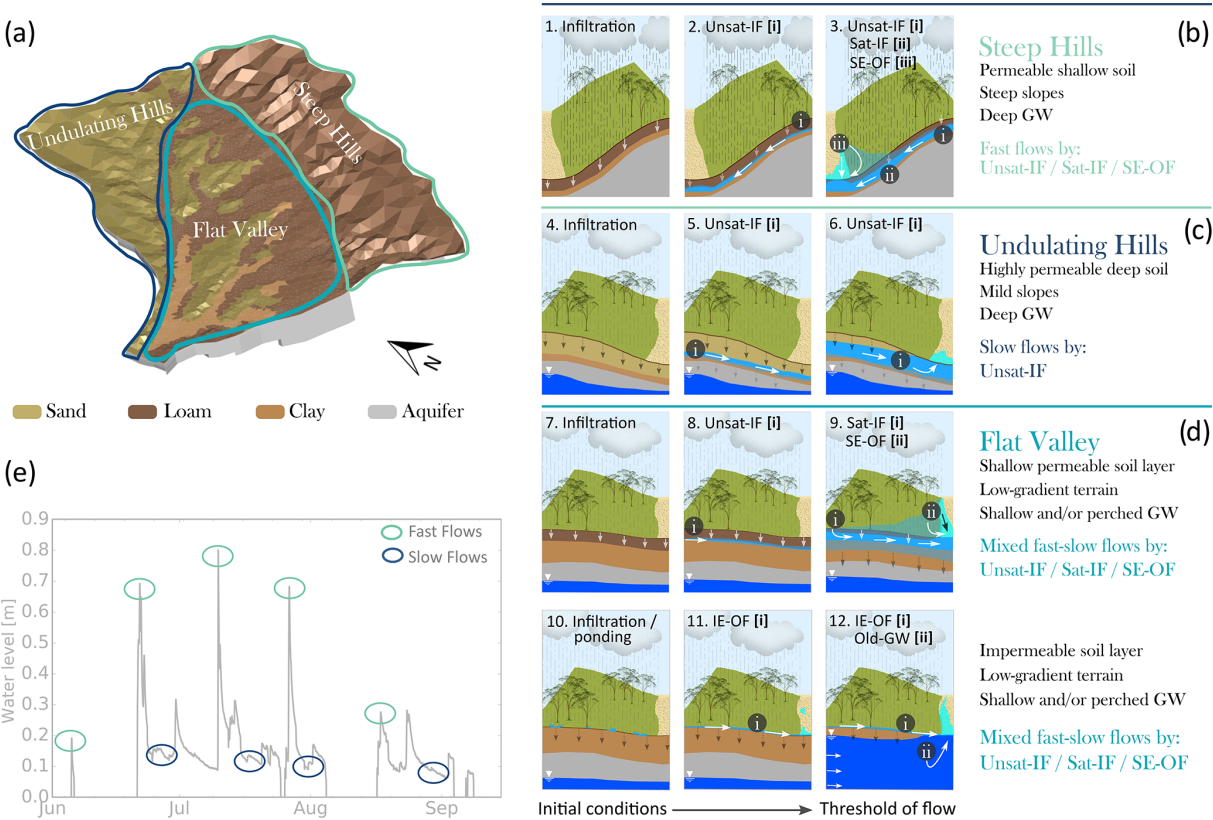 (a)
Undulating Hills
Steep Hills
Flat Valley
N
Sand
Loam
Clay
Aquifer
(e)
Fast Flows
Slow Flows
Water level [m]
0.9
0.8
0.7
0.6
0.5
0.4
0.3
0.2
0.1
0.0
Jun
Jul
Aug
Sep
(b)
1. Infiltration
2. Unsat-IF [i]
i
3. Unsat-IF [i]
Sat-IF [ii]
SE-OF [iii]
iii
i
ii
Steep Hills
Permeable shallow soil
Steep slopes
Deep GW
Fast flows by:
Unsat-IF / Sat-IF / SE-OF
(c)
4. Infiltration
5. Unsat-IF [i]
i
6. Unsat-IF [i]
i
Undulating Hills
Highly permeable deep soil
Mild slopes
Deep GW
Slow flows by:
Unsat-IF
(d)
7. Infiltration
8. Unsat-IF [i]
i
9. Sat-IF [i]
SE-OF [ii]
i
ii
Flat Valley
Shallow permeable soil layer
Low-gradient terrain
Shallow and/or perched GW
Mixed fast-slow flows by:
Unsat-IF / Sat-IF / SE-OF
10. Infiltration /
ponding
11. IE-OF [i]
i
12. IE-OF [i]
Old-GW [ii]
i
ii
Impermeable soil layer
Low-gradient terrain
Shallow and/or perched GW
Mixed fast-slow flows by:
Unsat-IF / Sat-IF / SE-OF
Initial conditions
Threshold of flow